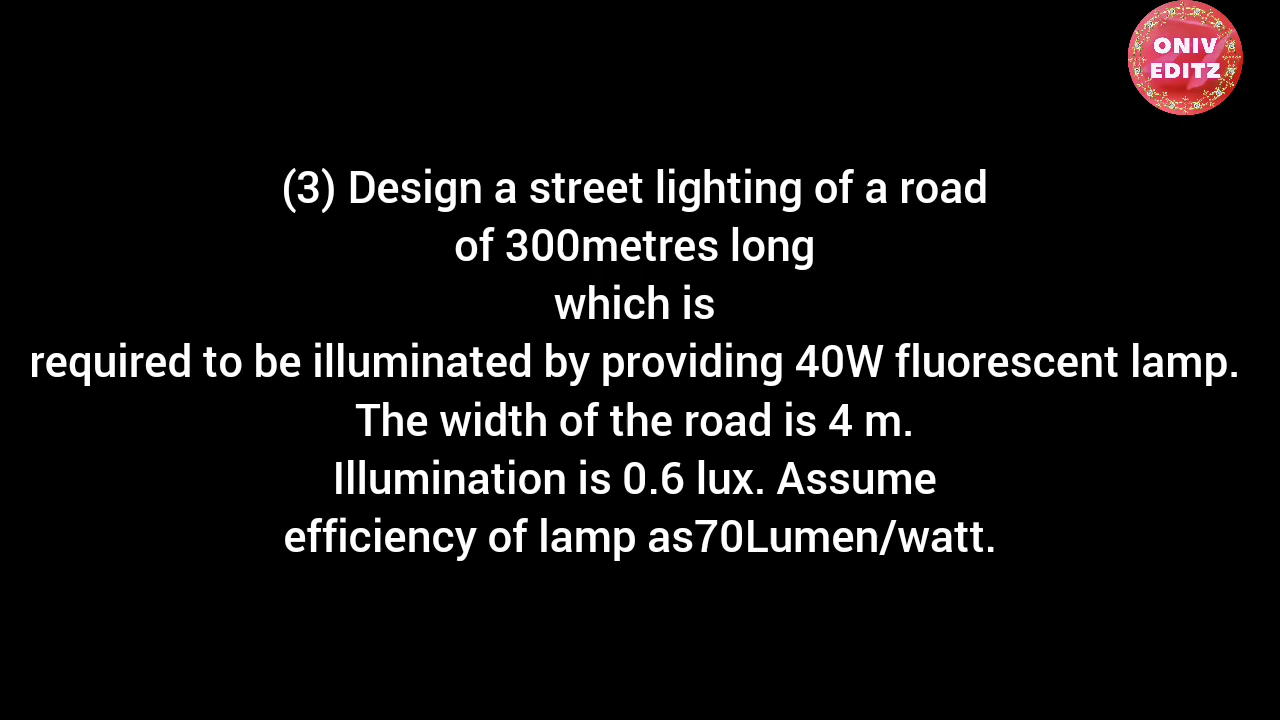 ONIV
EDITZ
(3) Design a street lighting of a road
of 300metres long
which is
required to be illuminated by providing 40W fluorescent lamp.
The width of the road is 4 m.
Illumination is 0.6 lux. Assume
efficiency of lamp as70Lumen/watt.